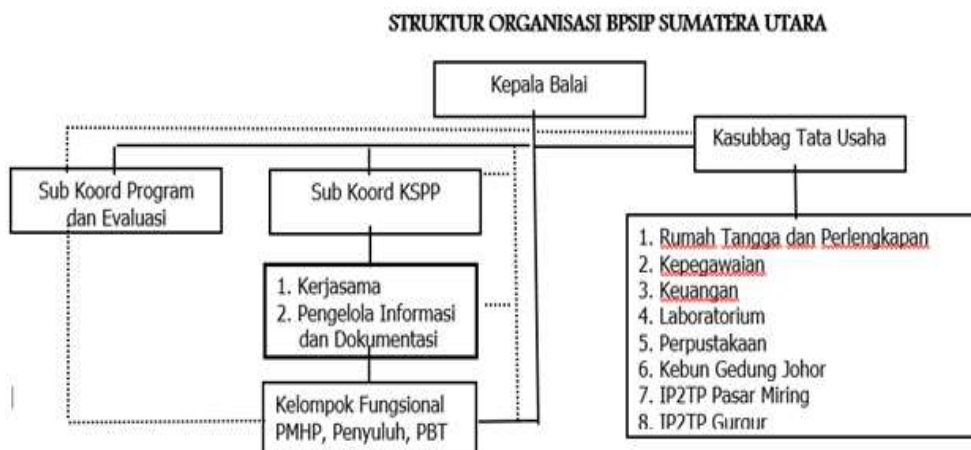 STRUKTUR ORGANISASI BPSIP SUMATERA UTARA
Kepala Balai
Kasubbag Tata Usaha
Sub Koord Program
dan Evaluasi
Sub Koord KSPP
1. Rumah Tangga dan Perlengkapan
2. Kepegawaian
3. Keuangan
4. Laboratorium
5. Perpustakaan
6. Kebun Gedung Johor
7. IP2TP Pasar Miring
8. IP2TP Gurgur
1. Kerjasama
2. Pengelola Informasi
dan Dokumentasi
Kelompok Fungsional
PMHP, Penyuluh, PBT